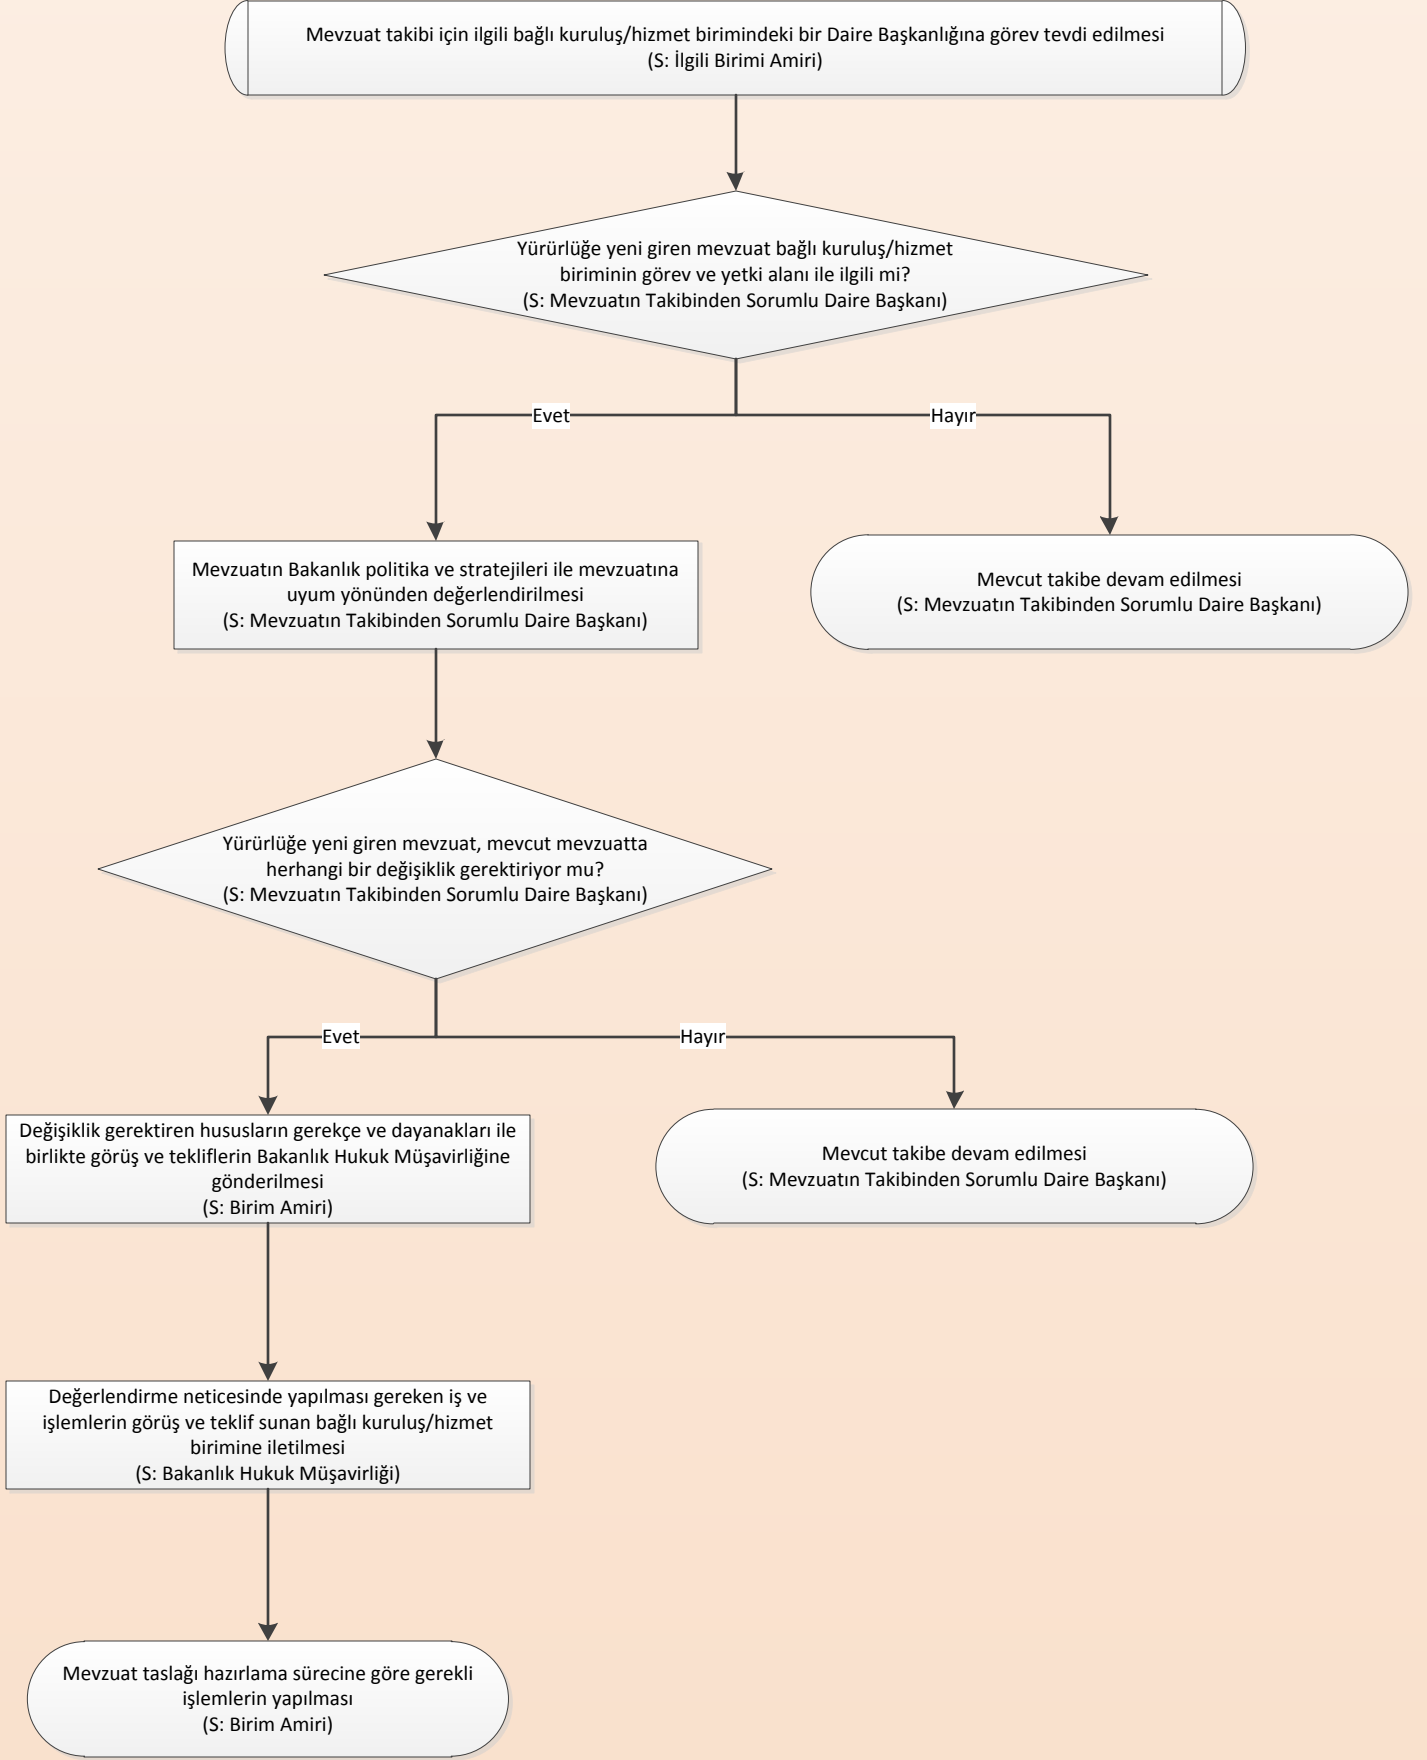 Mevzuat takibi için ilgili bağlı kuruluş/hizmet birimindeki bir Daire Başkanlığına görev tevdi edilmesi
(S: İlgili Birimi Amiri)
Yürürlüğe yeni giren mevzuat bağlı kuruluş/hizmet
biriminin görev ve yetki alanı ile ilgili mi?
(S: Mevzuatın Takibinden Sorumlu Daire Başkanı)
Evet
Hayır
Mevzuatın Bakanlık politika ve stratejileri ile mevzuatına
uyum yönünden değerlendirilmesi
(S: Mevzuatın Takibinden Sorumlu Daire Başkanı)
Mevcut takibe devam edilmesi
(S: Mevzuatın Takibinden Sorumlu Daire Başkanı)
Yürürlüğe yeni giren mevzuat, mevcut mevzuatta
herhangi bir değişiklik gerektiriyor mu?
(S: Mevzuatın Takibinden Sorumlu Daire Başkanı)
Evet
Hayır
Değişiklik gerektiren hususların gerekçe ve dayanakları ile
birlikte görüş ve tekliflerin Bakanlık Hukuk Müşavirliğine
gönderilmesi
(S: Birim Amiri)
Mevcut takibe devam edilmesi
(S: Mevzuatın Takibinden Sorumlu Daire Başkanı)
Değerlendirme neticesinde yapılması gereken iş ve
işlemlerin görüş ve teklif sunan bağlı kuruluş/hizmet
birimine iletilmesi
(S: Bakanlık Hukuk Müşavirliği)
Mevzuat taslağı hazırlama sürecine göre gerekli
işlemlerin yapılması
(S: Birim Amiri)